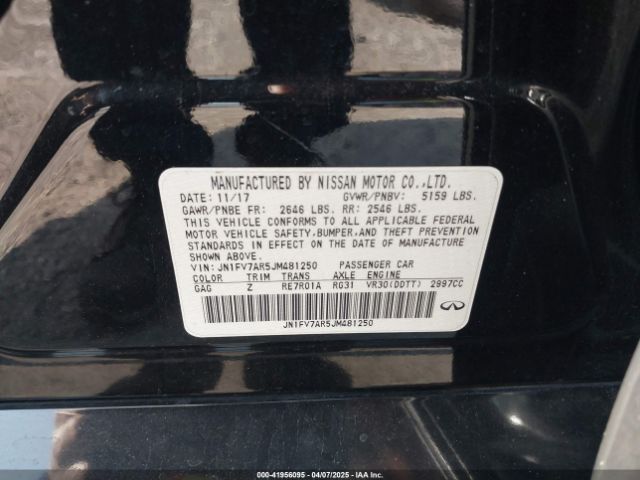 MANUFACTURED BY NISSAN MOTOR CO.,LTD.
DATE: 11/17 GVWR/PNBV: 5159 LBS.
GAWR/PNBE FR: 2646 LBS. RR: 2546 LBS.
THIS VEHICLE CONFORMS TO ALL APPLICABLE FEDERAL
MOTOR VEHICLE SAFETY,BUMPER,AND THEFT PREVENTION
STANDARDS IN EFFECT ON THE DATE OF MANUFACTURE
SHOWN ABOVE.
VIN: JN1FV7AR5JM481250 PASSENGER CAR
COLOR TRIM TRANS AXLE ENGINE
GAG Z RE7R01A RG31 VR30(DDTT) 2997CC
JN1FV7AR5JM481250
000-41956095 - 04/07/2025 - IAAI.COM